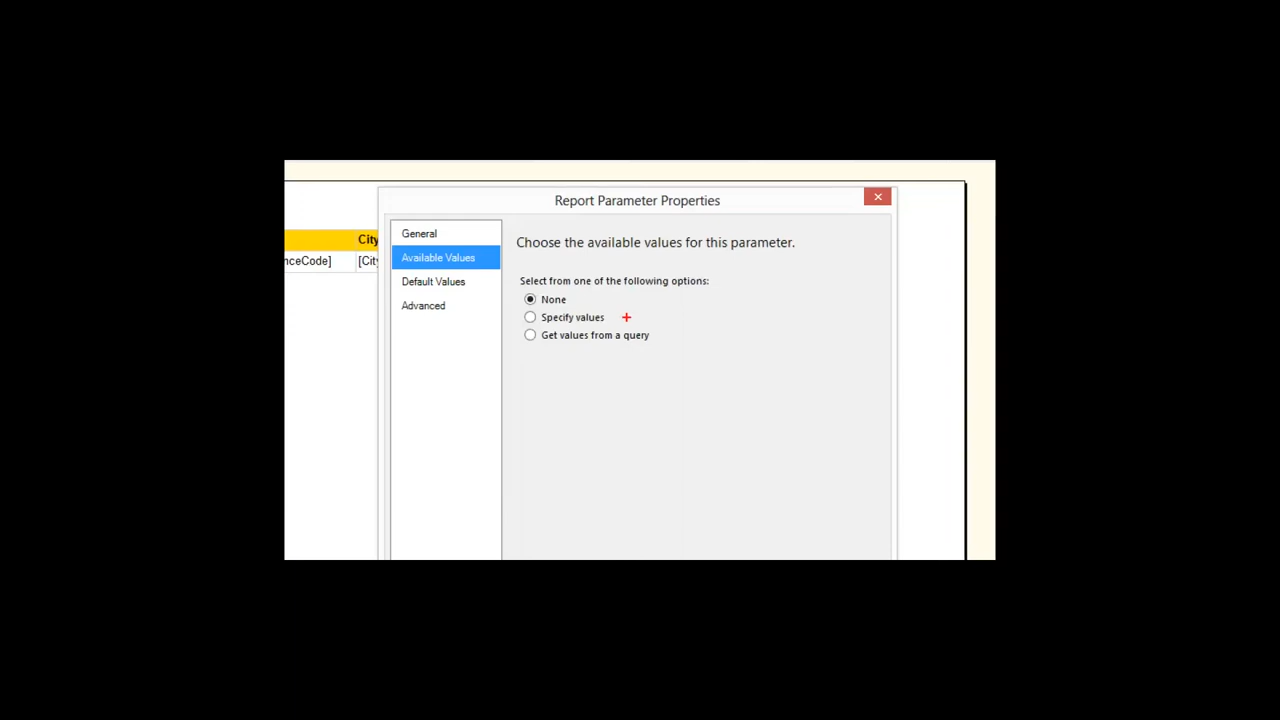 Report Parameter Properties
General
Available Values
Default Values
Advanced
Choose the available values for this parameter.
Select from one of the following options:
None
Specify values
Get values from a query
City
nceCode]
[City